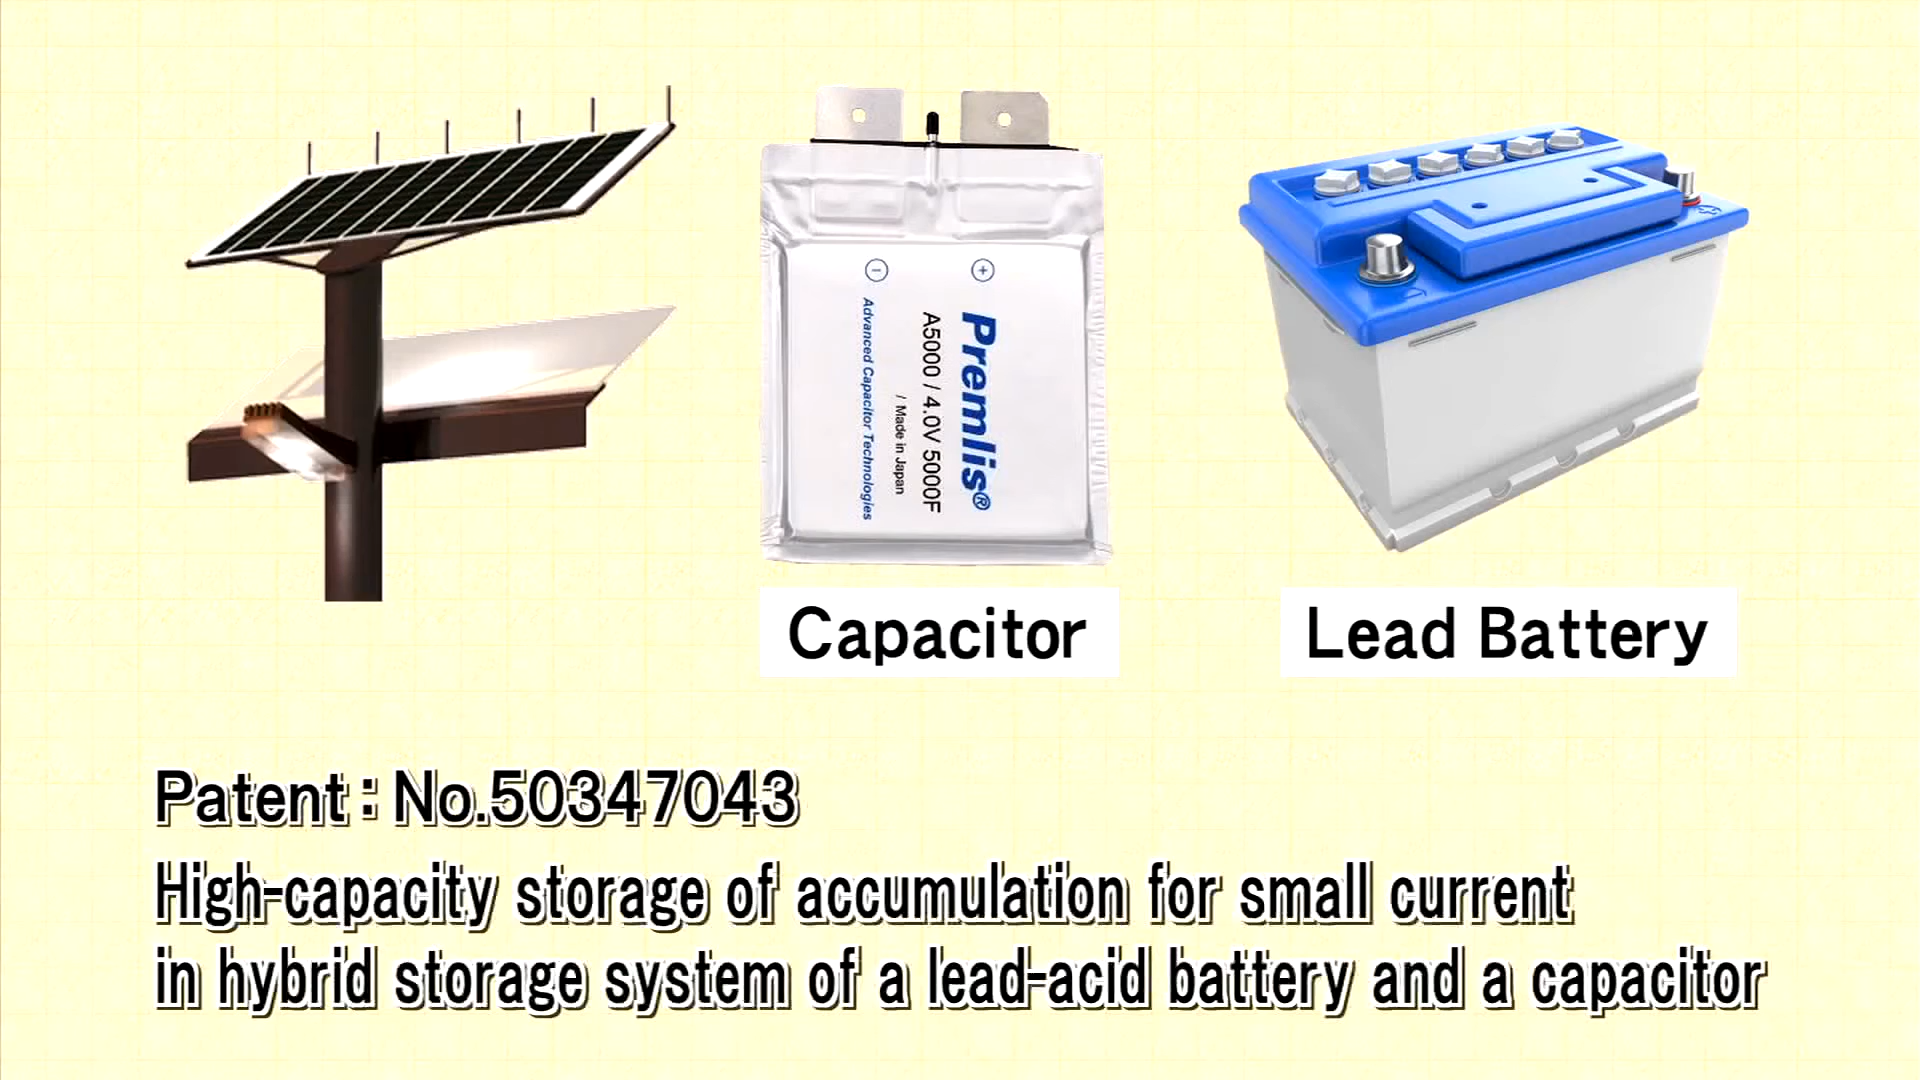 Premlis®
A5000 / 4.0V 5000F
/ Made in Japan
Advanced Capacitor Technologies
Capacitor
Lead Battery
Patent : No.50347043
High-capacity storage of accumulation for small current
in hybrid storage system of a lead-acid battery and a capacitor